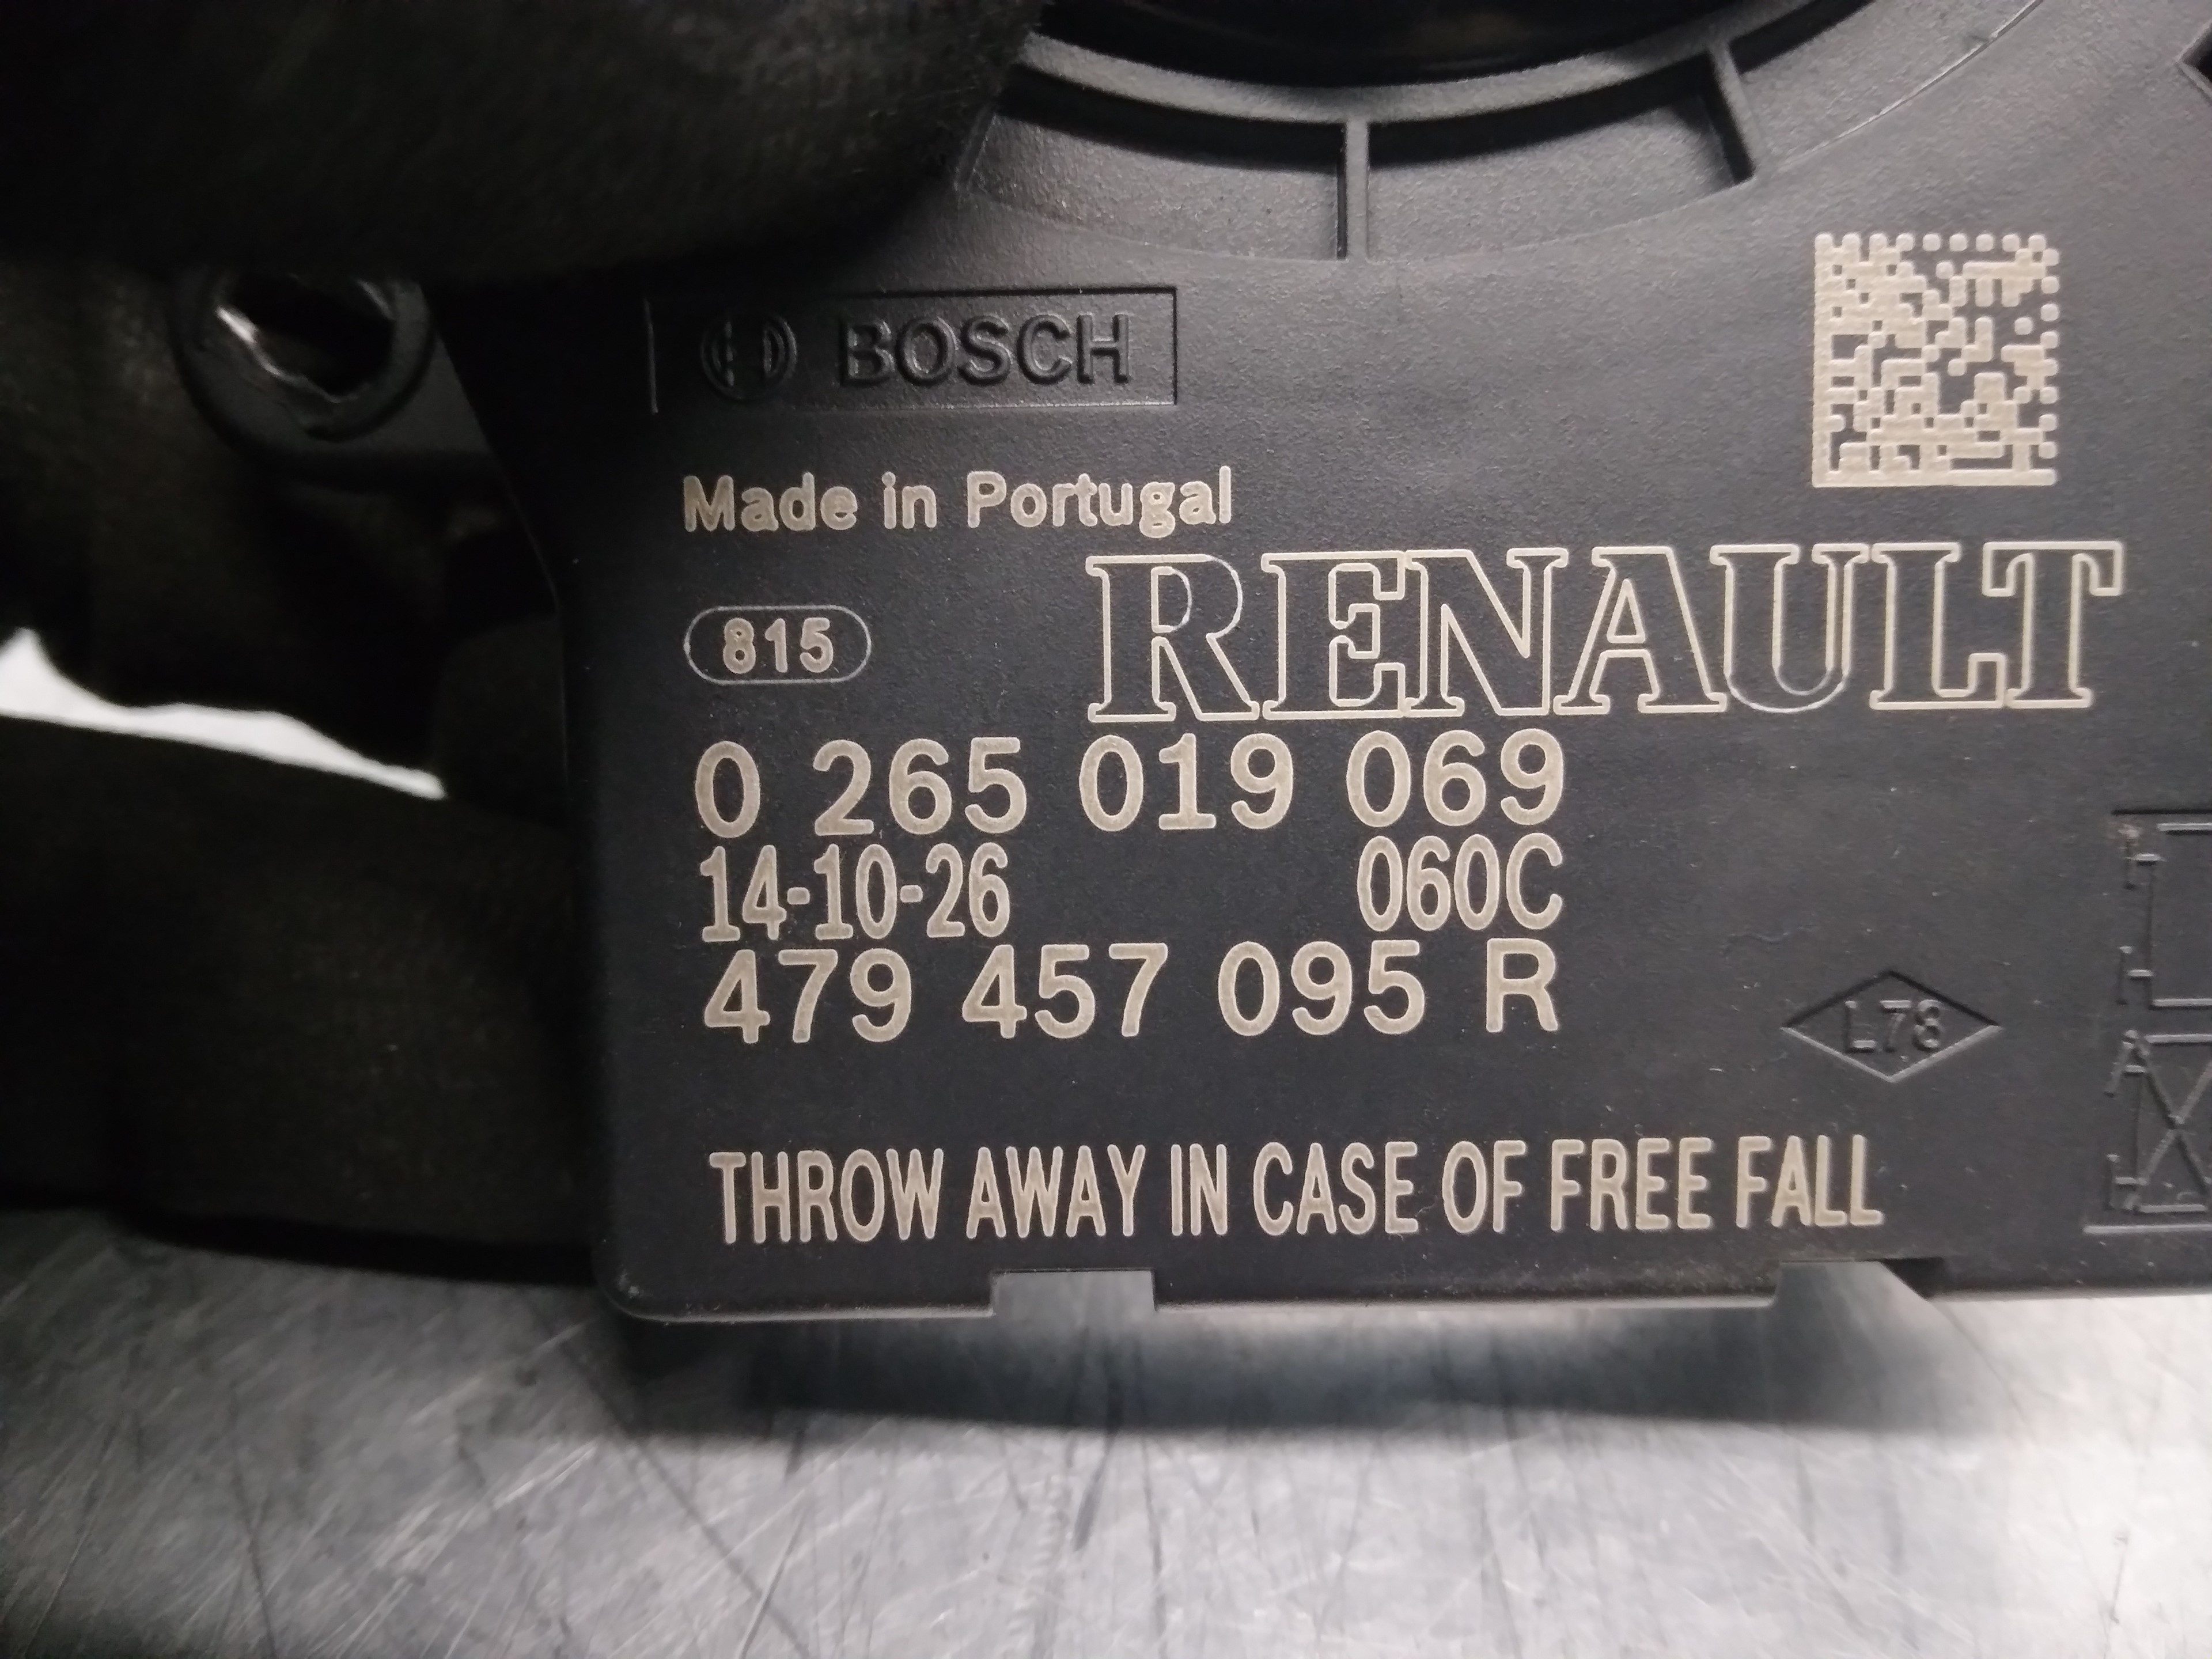 BOSCH
Made in Portugal
RENAULT
815
0 265 019 069
14-10-26 060C
479 457 095 R
L78
THROW AWAY IN CASE OF FREE FALL